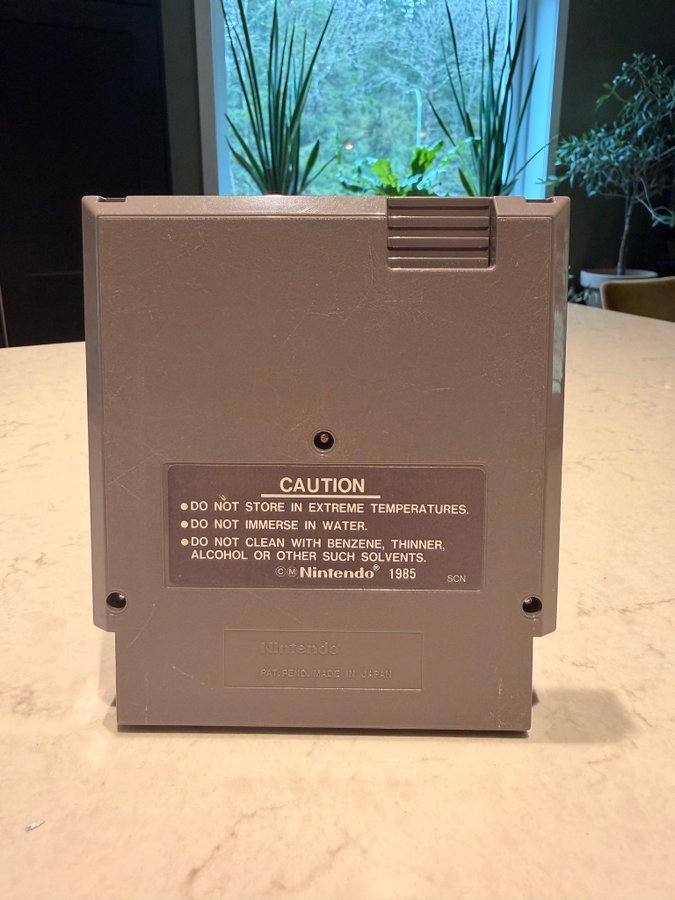 CAUTION
●DO NOT STORE IN EXTREME TEMPERATURES.
●DO NOT IMMERSE IN WATER.
●DO NOT CLEAN WITH BENZENE, THINNER,
ALCOHOL OR OTHER SUCH SOLVENTS.
©Ⓜ Nintendo® 1985 SCN
Nintendo
PAT. PEND. MADE IN JAPAN